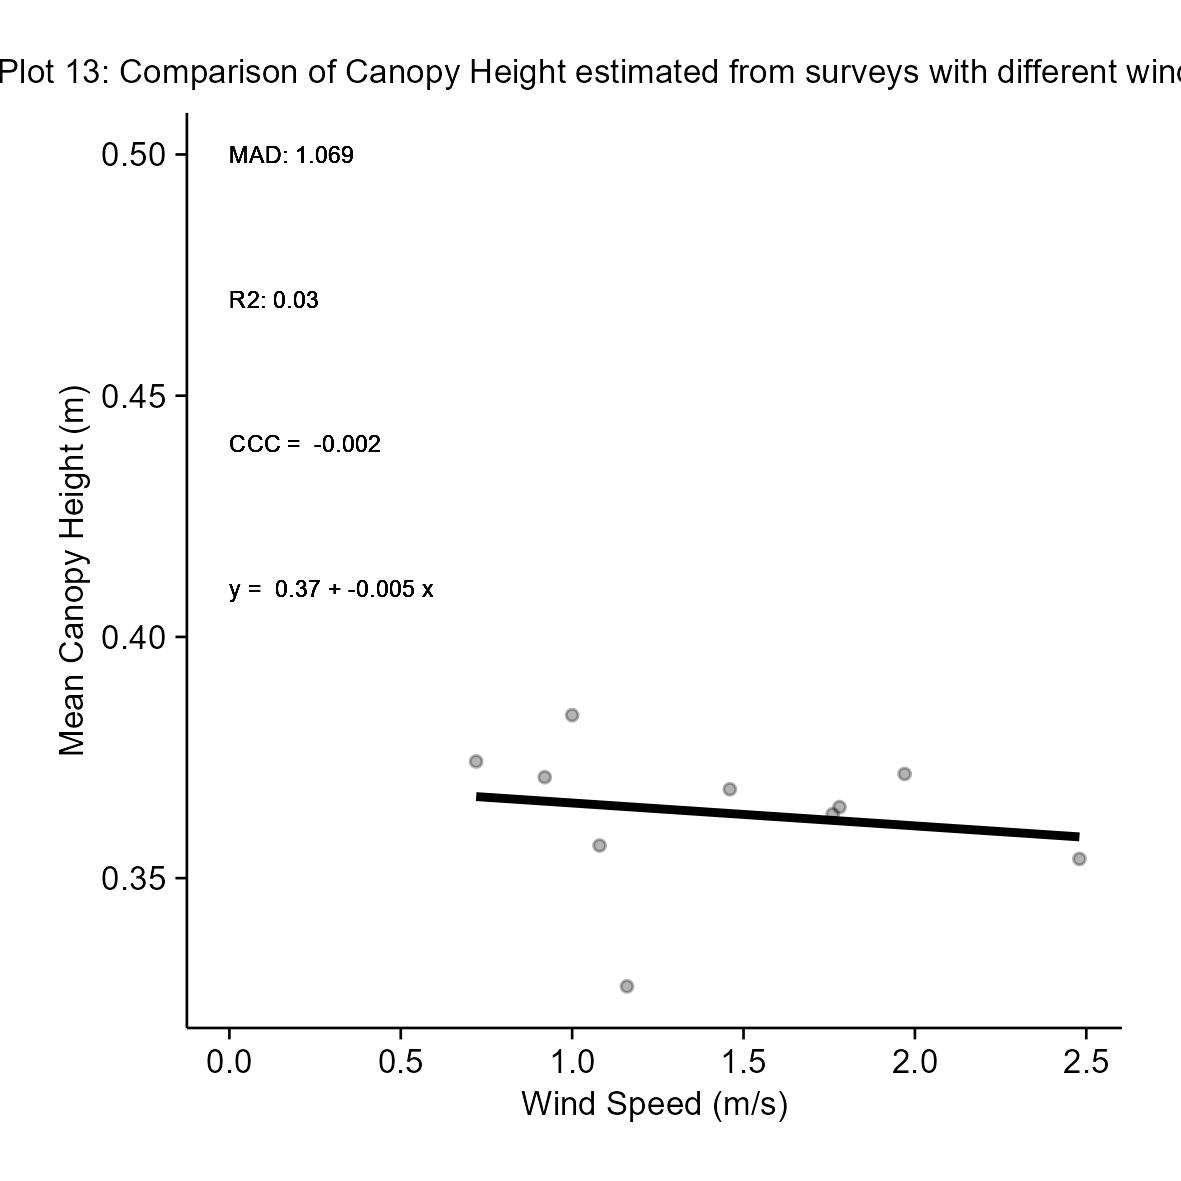 Plot 13: Comparison of Canopy Height estimated from surveys with different
0.50
MAD: 1.069
R2: 0.03
0.45
CCC =  -0.002
y =  0.37 + -0.005 x
0.40
Mean Canopy Height (m)
0.35
0.0 0.5 1.0 1.5 2.0 2.5
Wind Speed (m/s)